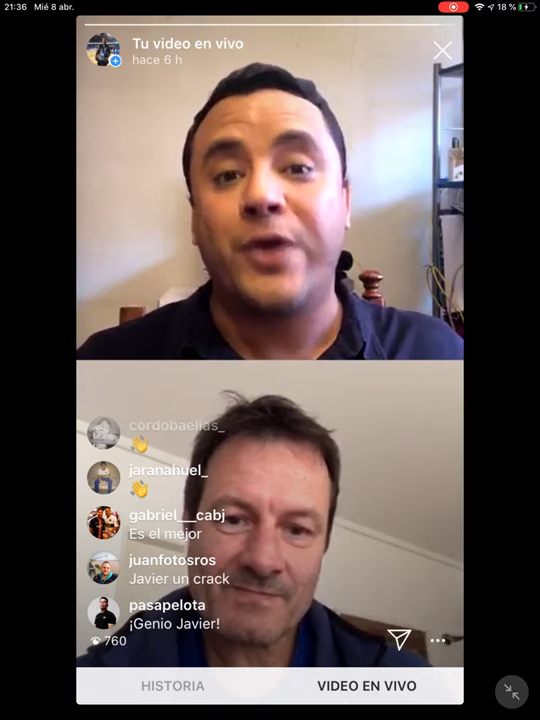 21:36 Mié 8 abr.
18 %
Tu video en vivo
hace 6 h
cordobaelias_
jaranahuel_
gabriel___cabj
Es el mejor
juanfotosros
Javier un crack
pasapelota
¡Genio Javier!
760
HISTORIA
VIDEO EN VIVO